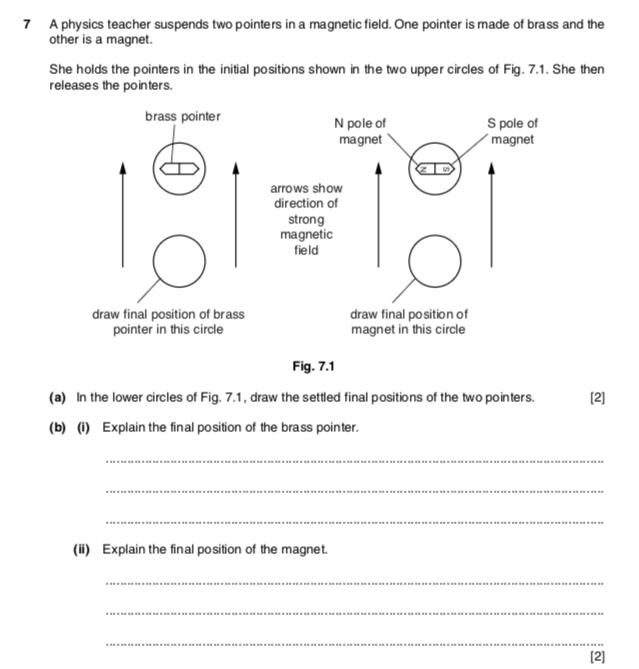 7 A physics teacher suspends two pointers in a magnetic field. One pointer is made of brass and the
other is a magnet.
She holds the pointers in the initial positions shown in the two upper circles of Fig. 7.1. She then
releases the pointers.
brass pointer
N pole of
magnet
S pole of
magnet
N S
arrows show
direction of
strong
magnetic
field
draw final position of brass
pointer in this circle
draw final position of
magnet in this circle
Fig. 7.1
(a) In the lower circles of Fig. 7.1, draw the settled final positions of the two pointers. [2]
(b) (i) Explain the final position of the brass pointer.
(ii) Explain the final position of the magnet.
[2]